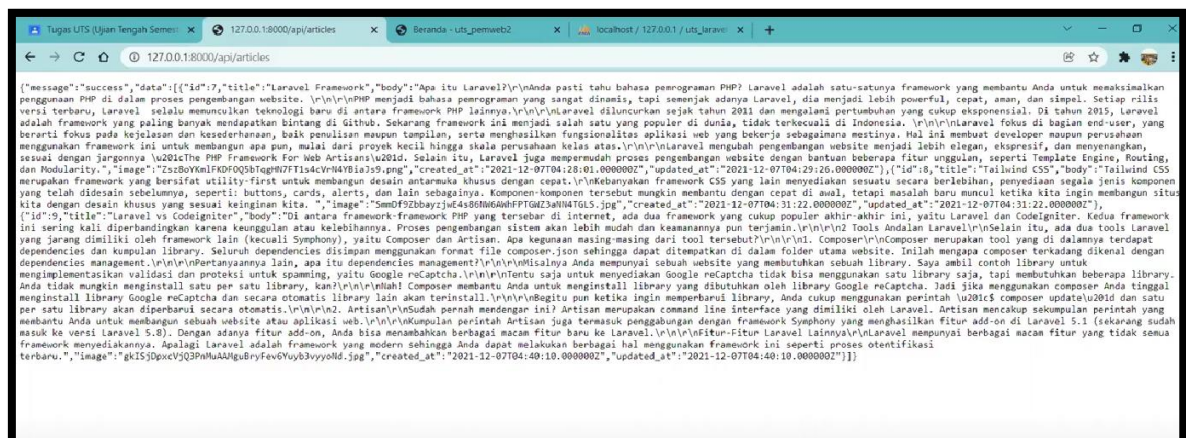 Tugas UTS (Ujian Tengah Semest
127.0.0.1:8000/api/articles
Beranda - uts_pemweb2
localhost / 127.0.0.1 / uts_laravel
127.0.0.1:8000/api/articles
{"message":"success","data":[{"id":7,"title":"Laravel Framework","body":"Apa itu Laravel?\r\nAnda pasti tahu bahasa pemrograman PHP? Laravel adalah satu-satunya framework yang membantu Anda untuk memaksimalkan
penggunaan PHP di dalam proses pengembangan website. \r\n\r\nPHP menjadi bahasa pemrograman yang sangat dinamis, tapi semenjak adanya Laravel, dia menjadi lebih powerful, cepat, aman, dan simpel. Setiap rilis
versi terbaru, Laravel  selalu memunculkan teknologi baru di antara framework PHP lainnya.\r\n\r\nLaravel diluncurkan sejak tahun 2011 dan mengalami pertumbuhan yang cukup eksponensial. Di tahun 2015, Laravel
adalah framework yang paling banyak mendapatkan bintang di Github. Sekarang framework ini menjadi salah satu yang populer di dunia, tidak terkecuali di Indonesia. \r\n\r\nLaravel fokus di bagian end-user, yang
berarti fokus pada kejelasan dan kesederhanaan, baik penulisan maupun tampilan, serta menghasilkan fungsionalitas aplikasi web yang bekerja sebagaimana mestinya. Hal ini membuat developer maupun perusahaan
menggunakan framework ini untuk membangun apa pun, mulai dari proyek kecil hingga skala perusahaan kelas atas.\r\n\r\nLaravel mengubah pengembangan website menjadi lebih elegan, ekspresif, dan menyenangkan,
sesuai dengan jargonnya \u201cThe PHP Framework For Web Artisans\u201d. Selain itu, Laravel juga mempermudah proses pengembangan website dengan bantuan beberapa fitur unggulan, seperti Template Engine, Routing,
dan Modularity.","image":"","created_at":"2021-12-07T04:28:01.000000Z","updated_at":"2021-12-07T04:29:26.000000Z"},{"id":8,"title":"Tailwind CSS","body":"Tailwind CSS
merupakan framework yang bersifat utility-first untuk membangun desain antarmuka khusus dengan cepat.\r\nKebanyakan framework CSS yang lain menyediakan sesuatu secara berlebihan, penyediaan segala jenis komponen
yang telah didesain sebelumnya, seperti: buttons, cards, alerts, dan lain sebagainya. Komponen-komponen tersebut mungkin membantu dengan cepat di awal, tetapi masalah baru muncul ketika kita ingin membangun situs
kita dengan desain khusus yang sesuai keinginan kita. ","image":"","created_at":"2021-12-07T04:31:22.000000Z","updated_at":"2021-12-07T04:31:22.000000Z"},
{"id":9,"title":"Laravel vs Codeigniter","body":"Di antara framework-framework PHP yang tersebar di internet, ada dua framework yang cukup populer akhir-akhir ini, yaitu Laravel dan CodeIgniter. Kedua framework
ini sering kali diperbandingkan karena keunggulan atau kelebihannya. Proses pengembangan sistem akan lebih mudah dan keamanannya pun terjamin.\r\n\r\n2 Tools Andalan Laravel\r\nSelain itu, ada dua tools Laravel
yang jarang dimiliki oleh framework lain (kecuali Symphony), yaitu Composer dan Artisan. Apa kegunaan masing-masing dari tool tersebut?\r\n\r\n1. Composer\r\nComposer merupakan tool yang di dalamnya terdapat
dependencies dan kumpulan library. Seluruh dependencies disimpan menggunakan format file composer.json sehingga dapat ditempatkan di dalam folder utama website. Inilah mengapa composer terkadang dikenal dengan
dependencies management.\r\n\r\nPertanyaannya lain, apa itu dependencies management?\r\n\r\nMisalnya Anda mempunyai sebuah website yang membutuhkan sebuah library. Saya ambil contoh library untuk
mengimplementasikan validasi dan proteksi untuk spamming, yaitu Google reCaptcha.\r\n\r\nTentu saja untuk menyediakan Google reCaptcha tidak bisa menggunakan satu library saja, tapi membutuhkan beberapa library.
Anda tidak mungkin menginstall satu per satu library, kan?\r\n\r\nNah! Composer membantu Anda untuk menginstall library yang dibutuhkan oleh library Google reCaptcha. Jadi jika menggunakan composer Anda tinggal
menginstall library Google reCaptcha dan secara otomatis library lain akan terinstall.\r\n\r\nBegitu pun ketika ingin memperbarui library, Anda cukup menggunakan perintah \u201c$ composer update\u201d dan satu
per satu library akan diperbarui secara otomatis.\r\n\r\n2. Artisan\r\nSudah pernah mendengar ini? Artisan merupakan command line interface yang dimiliki oleh Laravel. Artisan mencakup sekumpulan perintah yang
membantu Anda untuk membangun sebuah website atau aplikasi web.\r\n\r\nKumpulan perintah Artisan juga termasuk penggabungan dengan framework Symphony yang menghasilkan fitur add-on di Laravel 5.1 (sekarang sudah
masuk ke versi Laravel 5.8). Dengan adanya fitur add-on, Anda bisa menambahkan berbagai macam fitur baru ke Laravel.\r\n\r\nFitur-Fitur Laravel Lainnya\r\nLaravel mempunyai berbagai macam fitur yang tidak semua
framework menyediakannya. Apalagi Laravel adalah framework yang modern sehingga Anda dapat melakukan berbagai hal menggunakan framework ini seperti proses otentifikasi
terbaru.","image":"","created_at":"2021-12-07T04:40:10.000000Z","updated_at":"2021-12-07T04:40:10.000000Z"}]}